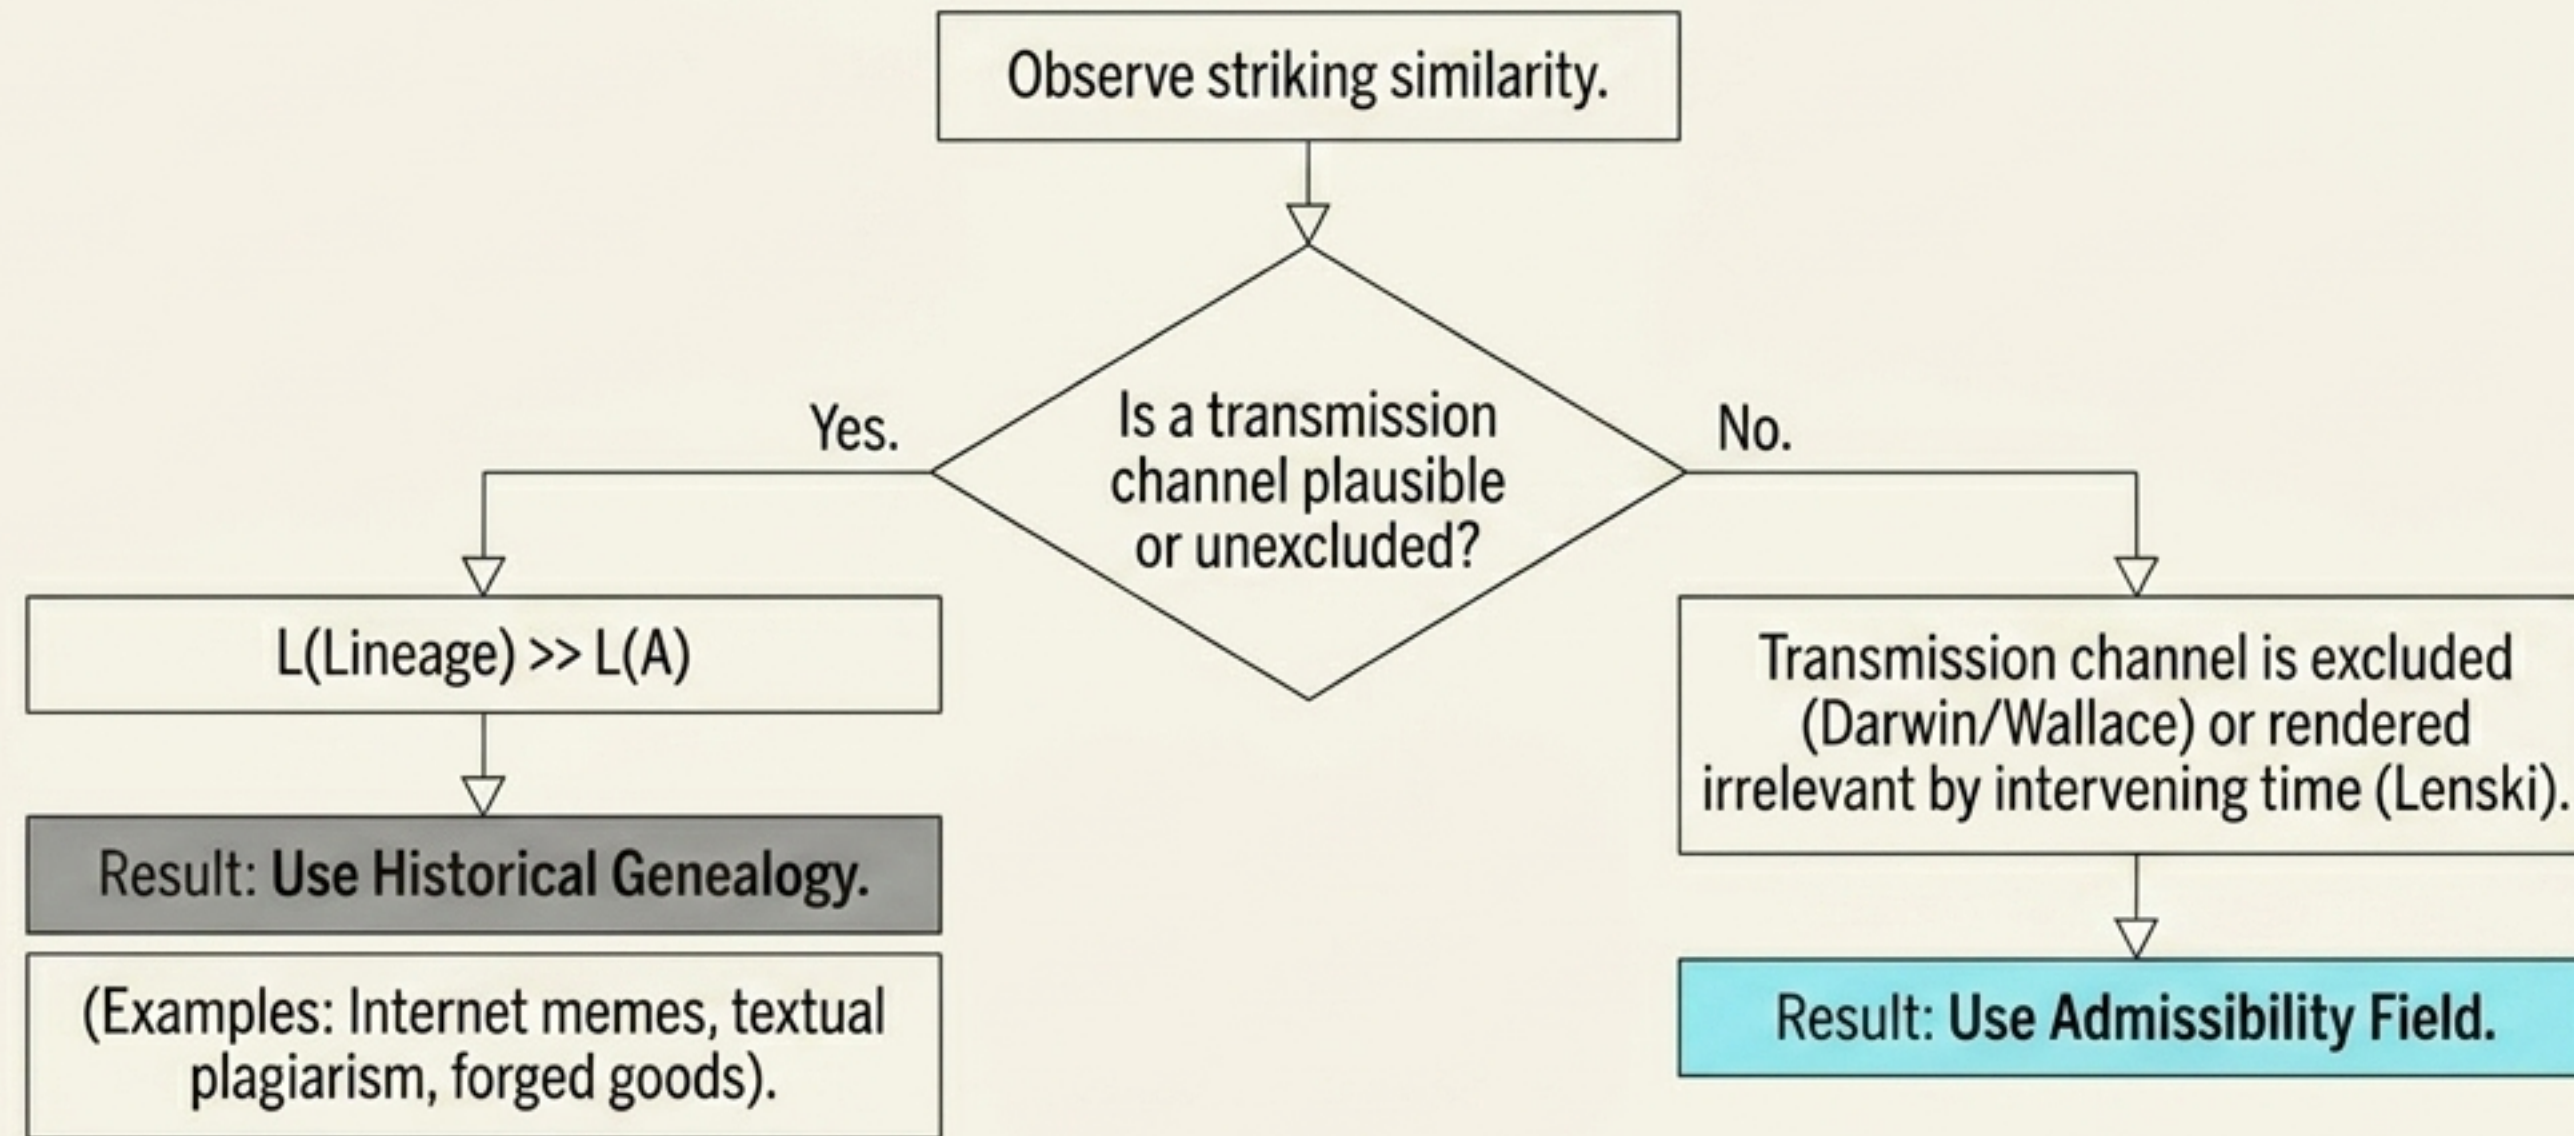 Observe striking similarity.
Is a transmission
channel plausible
or unexcluded?
Yes.
No.
L(Lineage) >> L(A)
Result: Use Historical Genealogy.
(Examples: Internet memes, textual
plagiarism, forged goods).
Transmission channel is excluded
(Darwin/Wallace) or rendered
irrelevant by intervening time (Lenski).
Result: Use Admissibility Field.